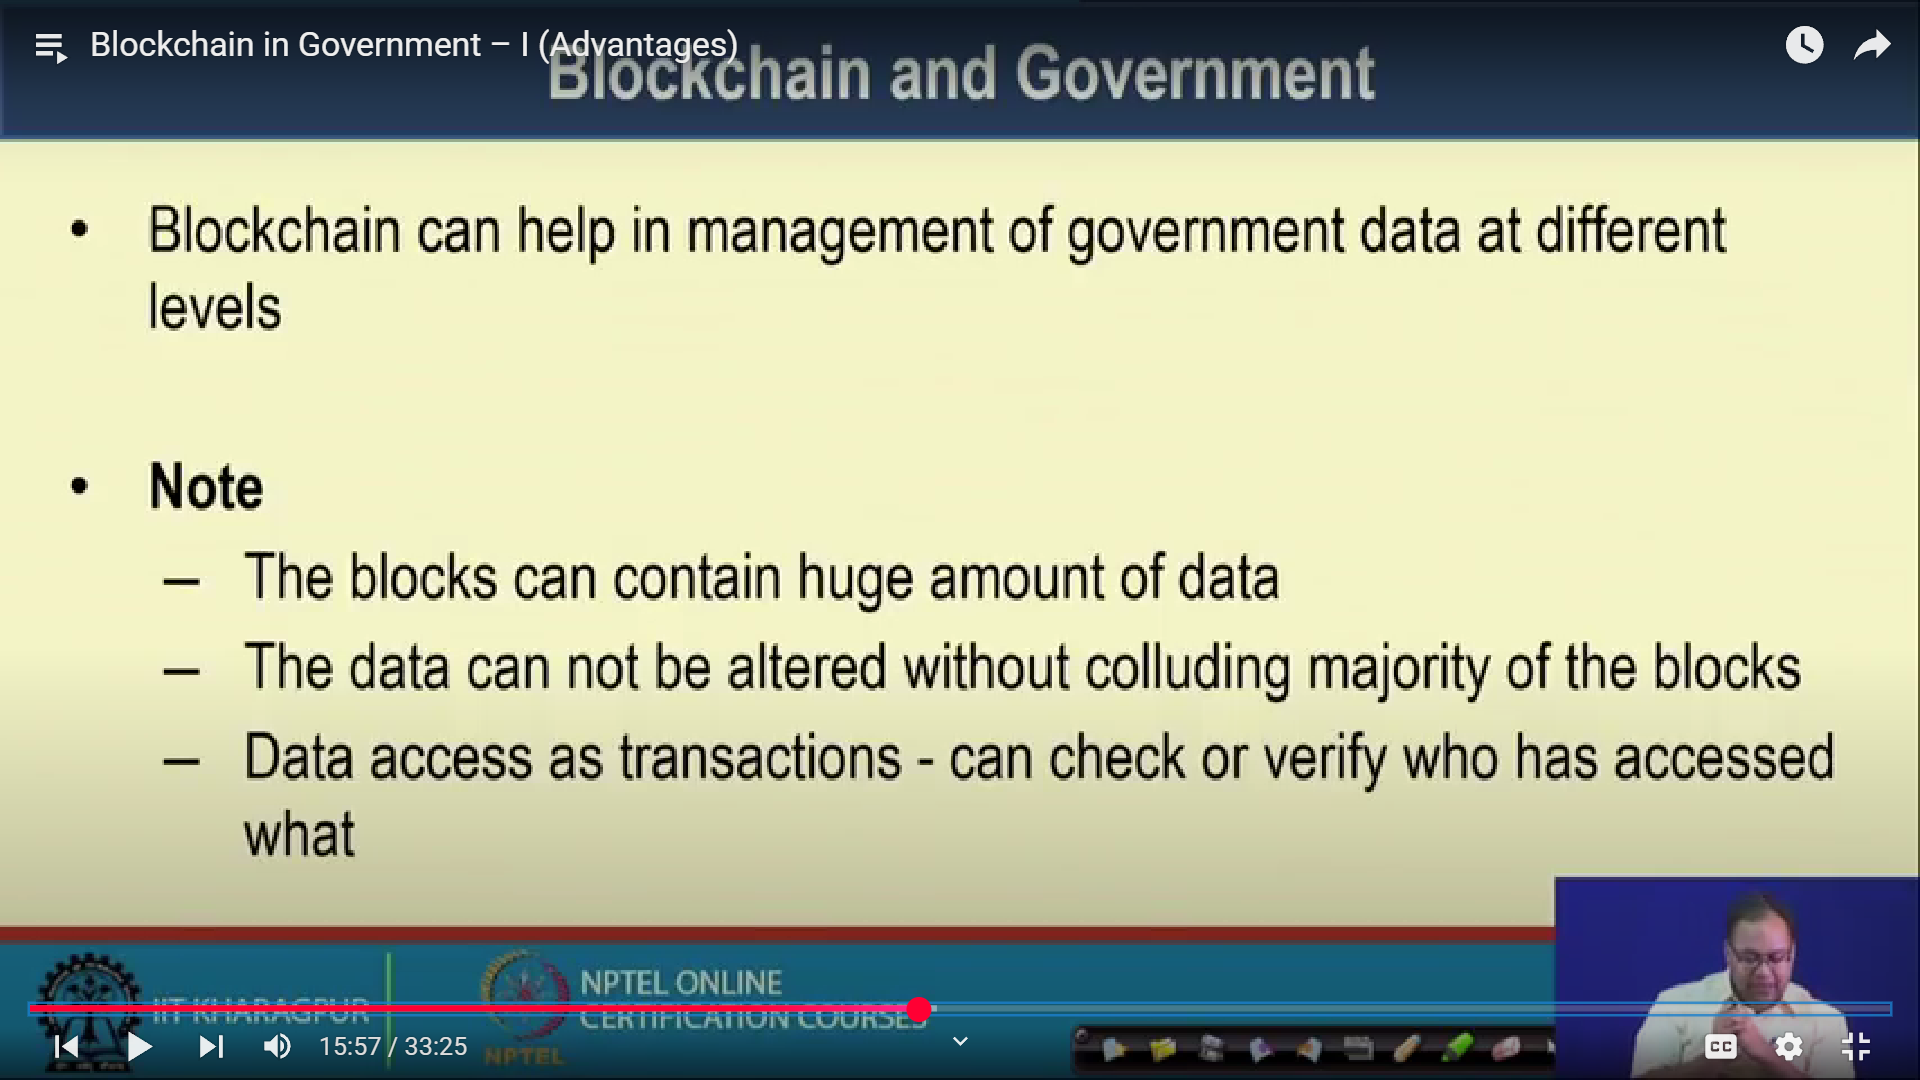 Blockchain in Government – I (Advantages)
Blockchain and Government
• Blockchain can help in management of government data at different
levels
• Note
– The blocks can contain huge amount of data
– The data can not be altered without colluding majority of the blocks
– Data access as transactions - can check or verify who has accessed
what
IIT KHARAGPUR
NPTEL ONLINE
CERTIFICATION COURSES
NPTEL
15:57 / 33:25
CC